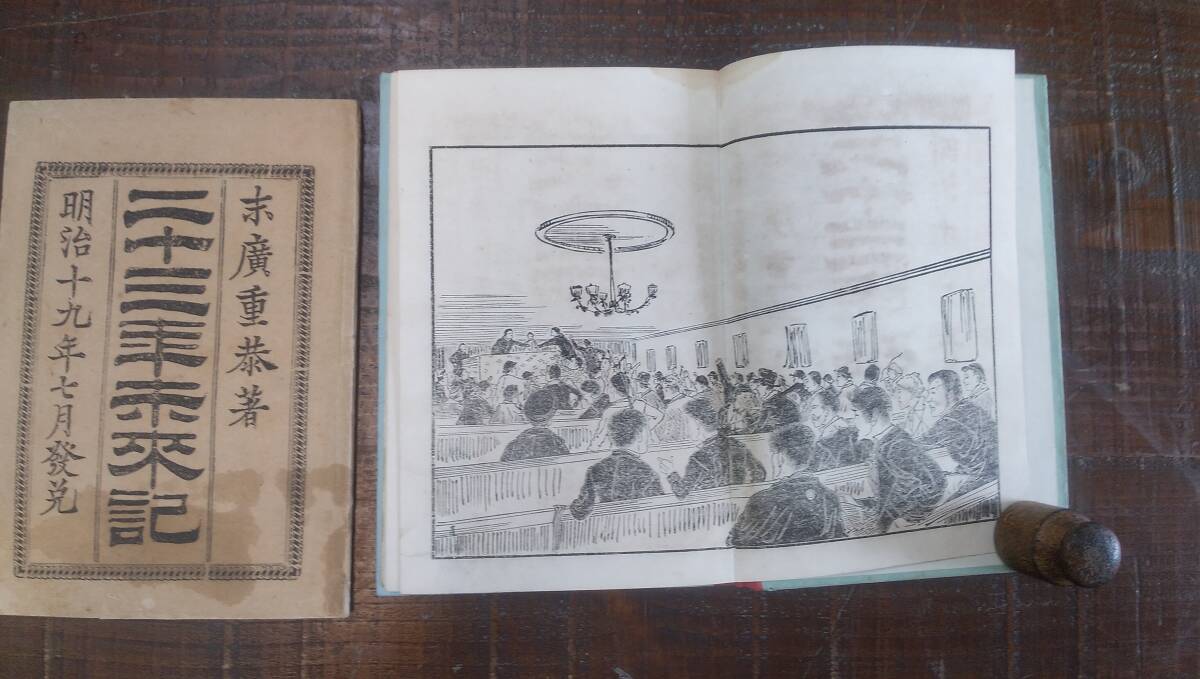 末廣重恭著
二十三年未來記
明治十九年七月發兌